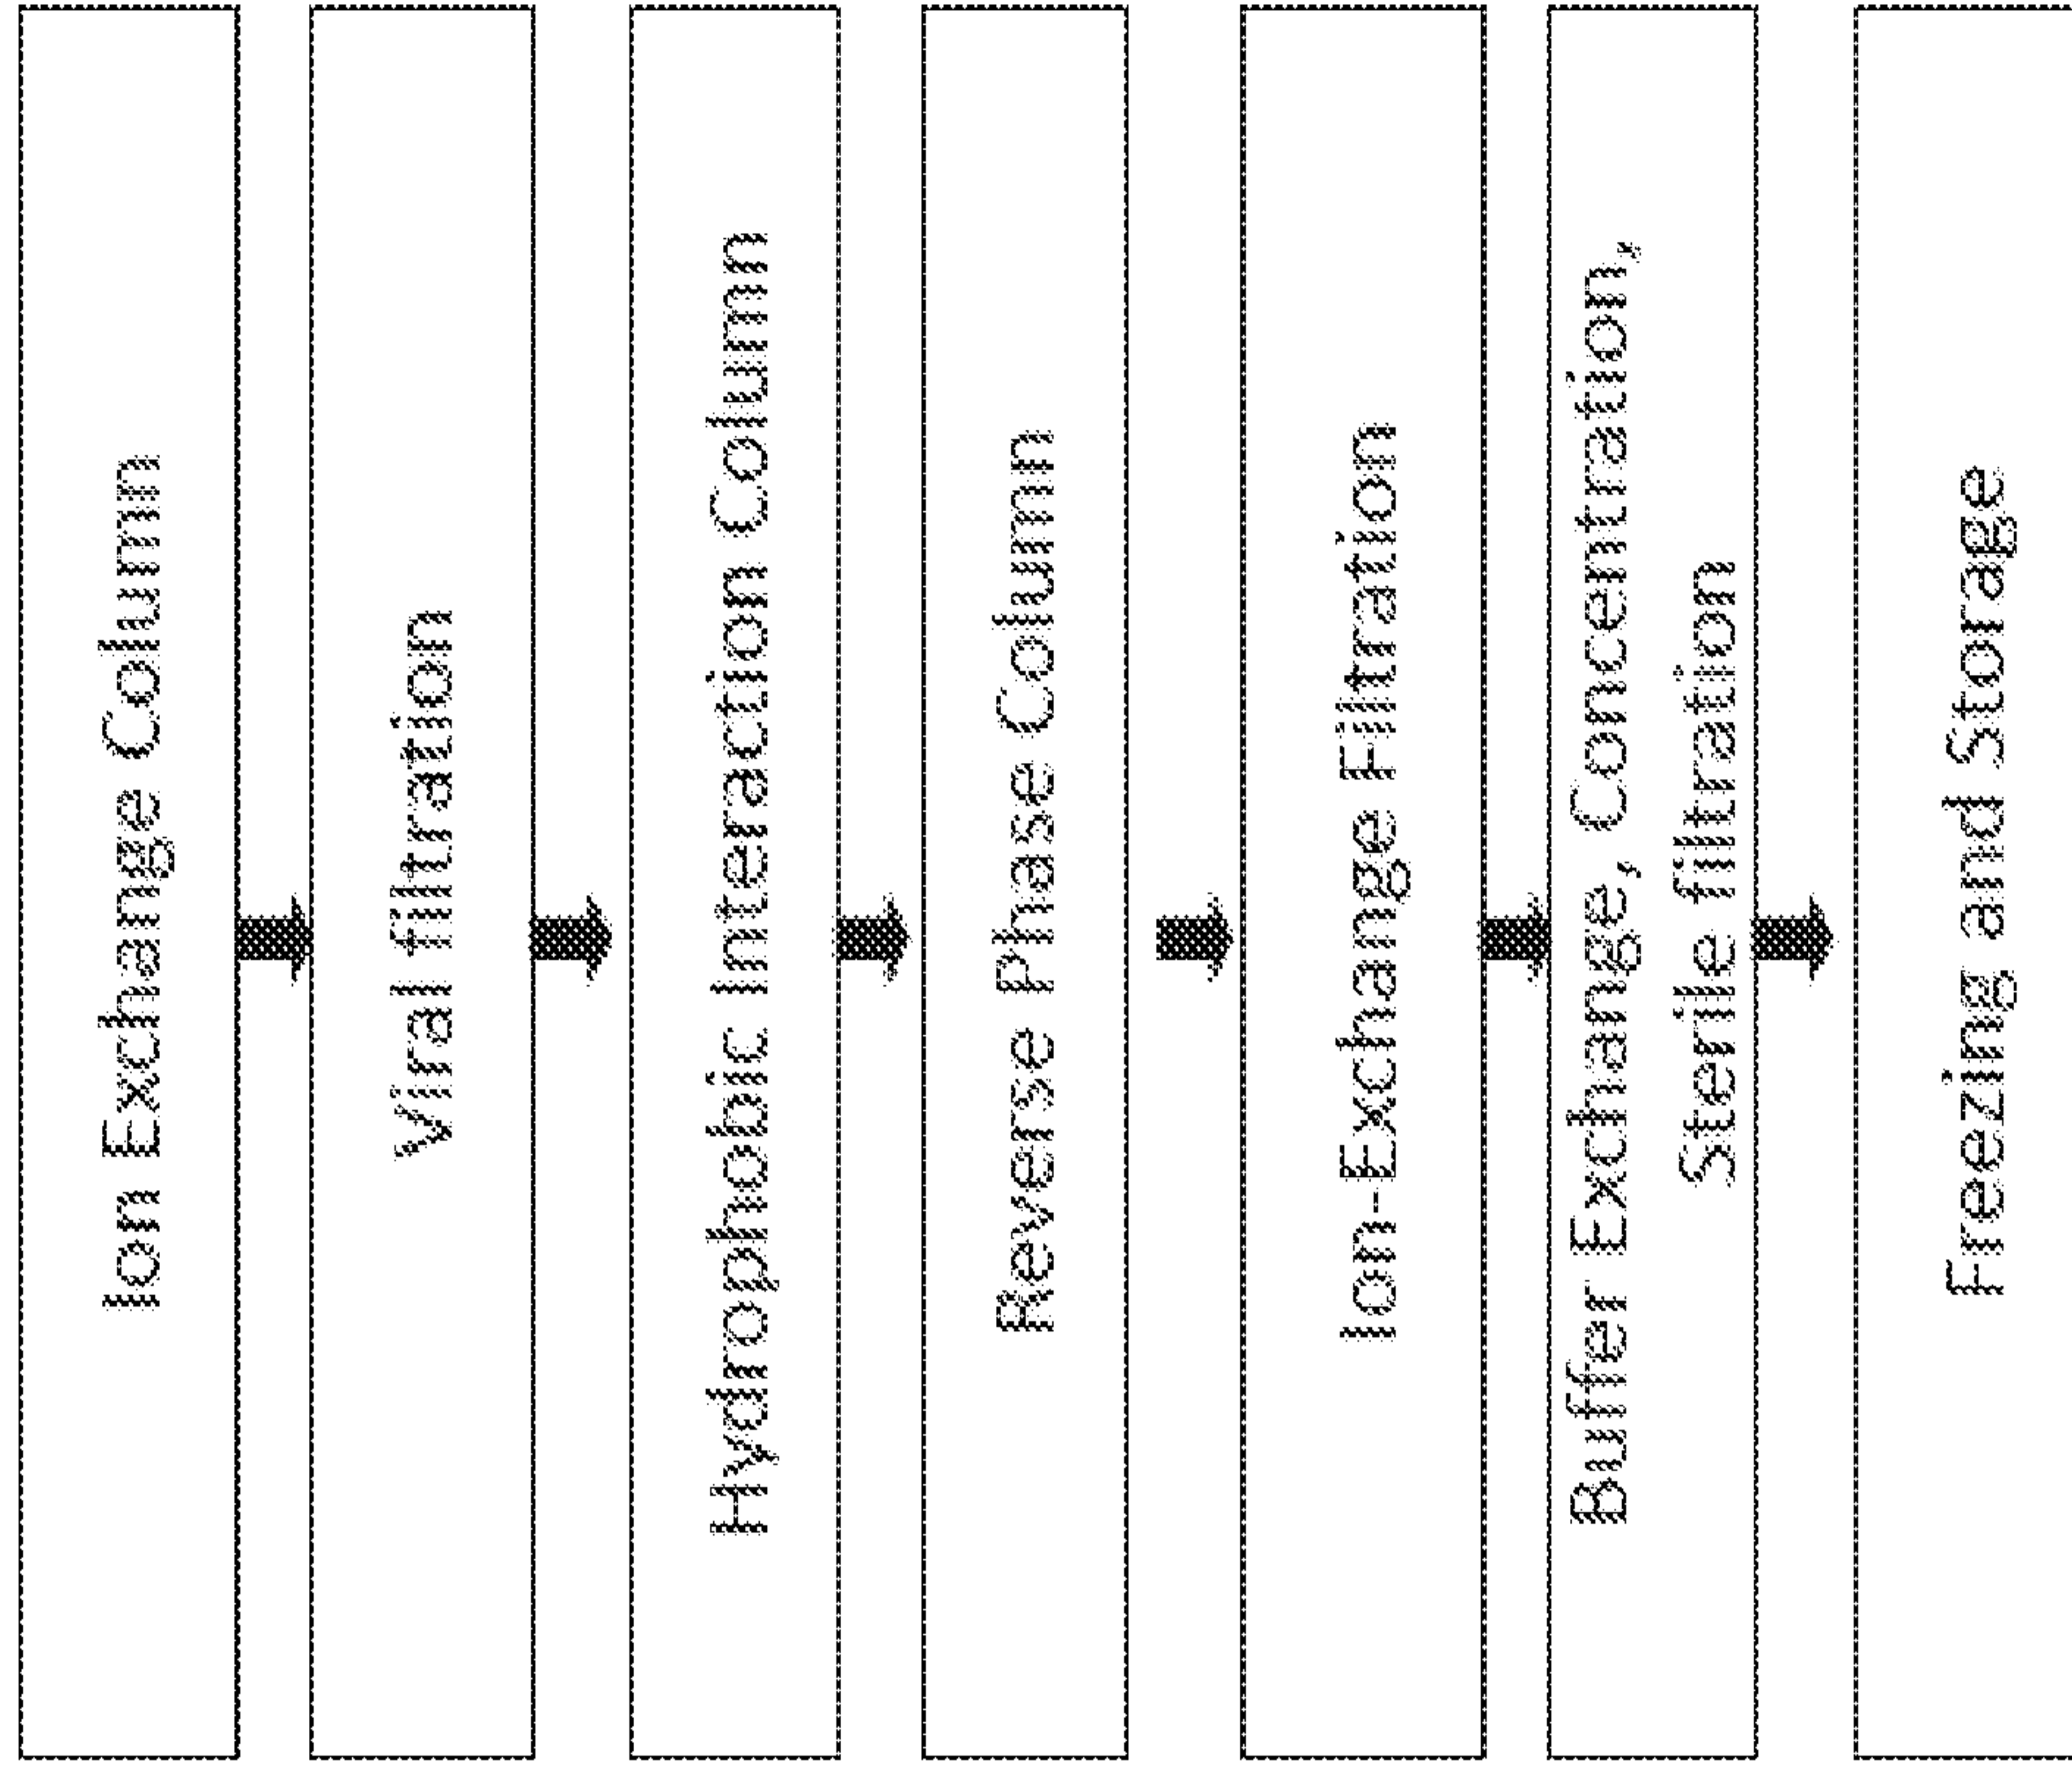 Ion Exchange Column
Viral filtration
Hydrophobic Interaction Column
Reverse Phase Column
Ion-Exchange Filtration
Buffer Exchange, Concentration,
Sterile filtration
Freezing and Storage